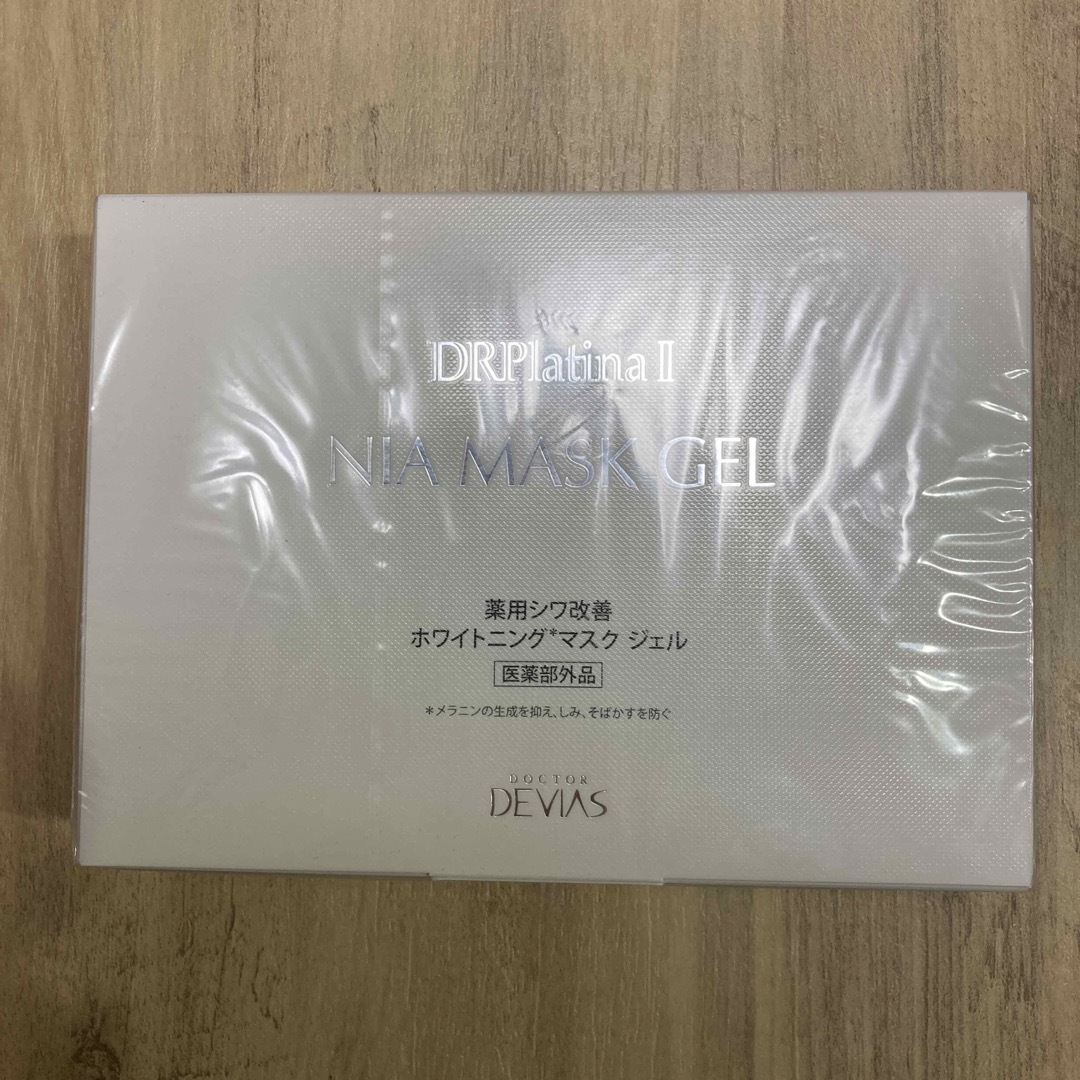 DRPlatina I
NIA MASK GEL
薬用シワ改善
ホワイトニング*マスク ジェル
医薬部外品
*メラニンの生成を抑え、しみ、そばかすを防ぐ
DOCTOR
DEVIAS